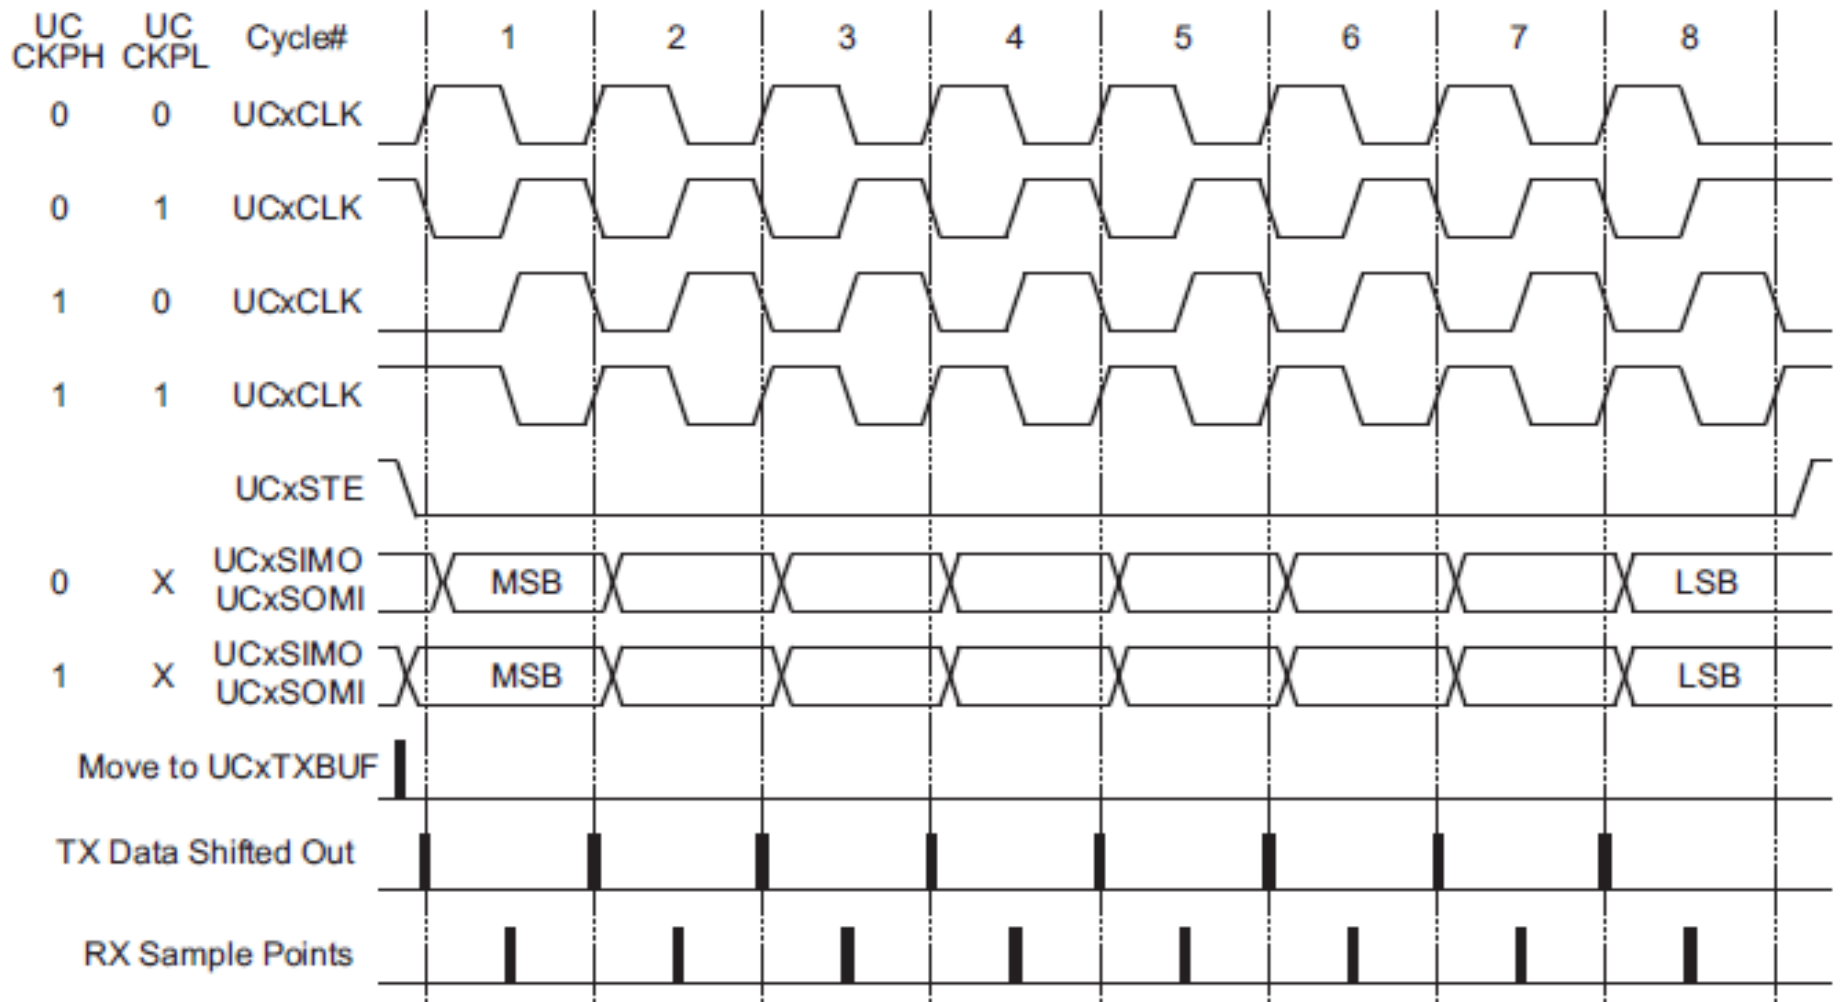 UC CKPH UC CKPL Cycle# 1 2 3 4 5 6 7 8
0 0 UCxCLK
0 1 UCxCLK
1 0 UCxCLK
1 1 UCxCLK
UCxSTE
0 X UCxSIMO UCxSOMI MSB LSB
1 X UCxSIMO UCxSOMI MSB LSB
Move to UCxTXBUF
TX Data Shifted Out
RX Sample Points